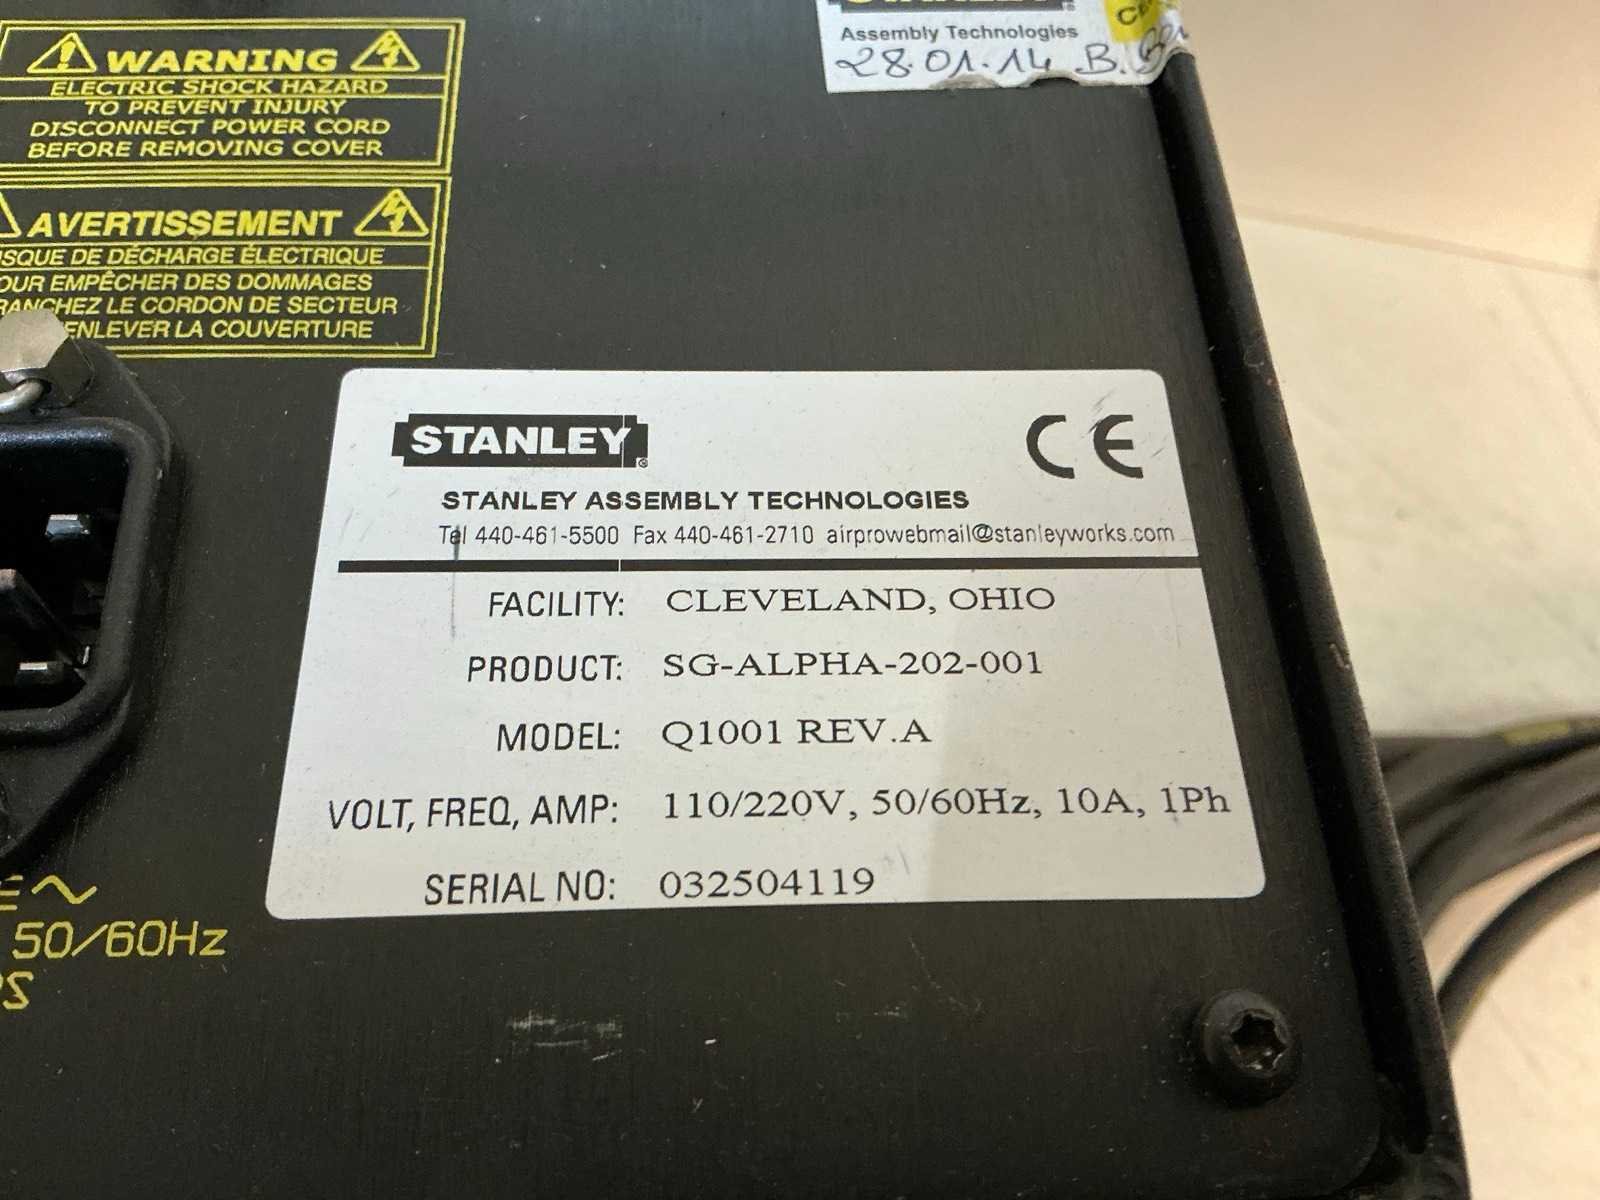 Assembly Technologies
28.01.14 B.
WARNING
ELECTRIC SHOCK HAZARD
TO PREVENT INJURY
DISCONNECT POWER CORD
BEFORE REMOVING COVER
AVERTISSEMENT
DE DÉCHARGE ÉLECTRIQUE
EMPÊCHER DES DOMMAGES
LE CORDON DE SECTEUR
ENLEVER LA COUVERTURE
STANLEY CE
STANLEY ASSEMBLY TECHNOLOGIES
Tel 440-461-5500 Fax 440-461-2710 airprowebmail@stanleyworks.com
FACILITY: CLEVELAND, OHIO
PRODUCT: SG-ALPHA-202-001
MODEL: Q1001 REV.A
VOLT, FREQ, AMP: 110/220V, 50/60Hz, 10A, 1Ph
SERIAL NO: 032504119
50/60Hz